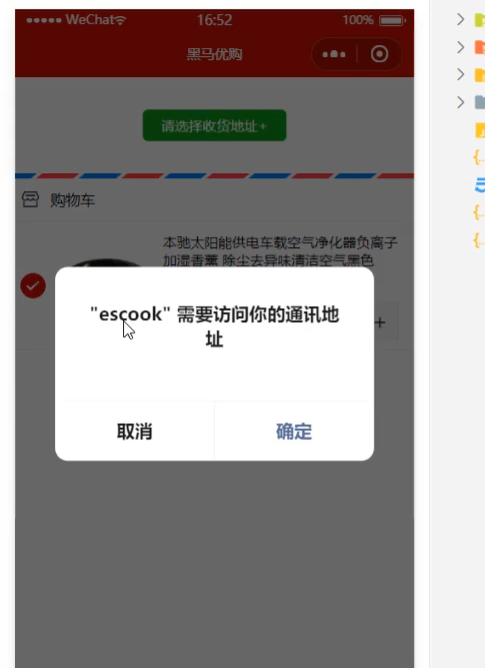 WeChat 16:52 100%
黑马优购
请选择收货地址+
购物车
本驰太阳能供电车载空气净化器负离子
加湿香薰 除尘去异味清洁空气黑色
"escook" 需要访问你的通讯地
址
+
取消 确定